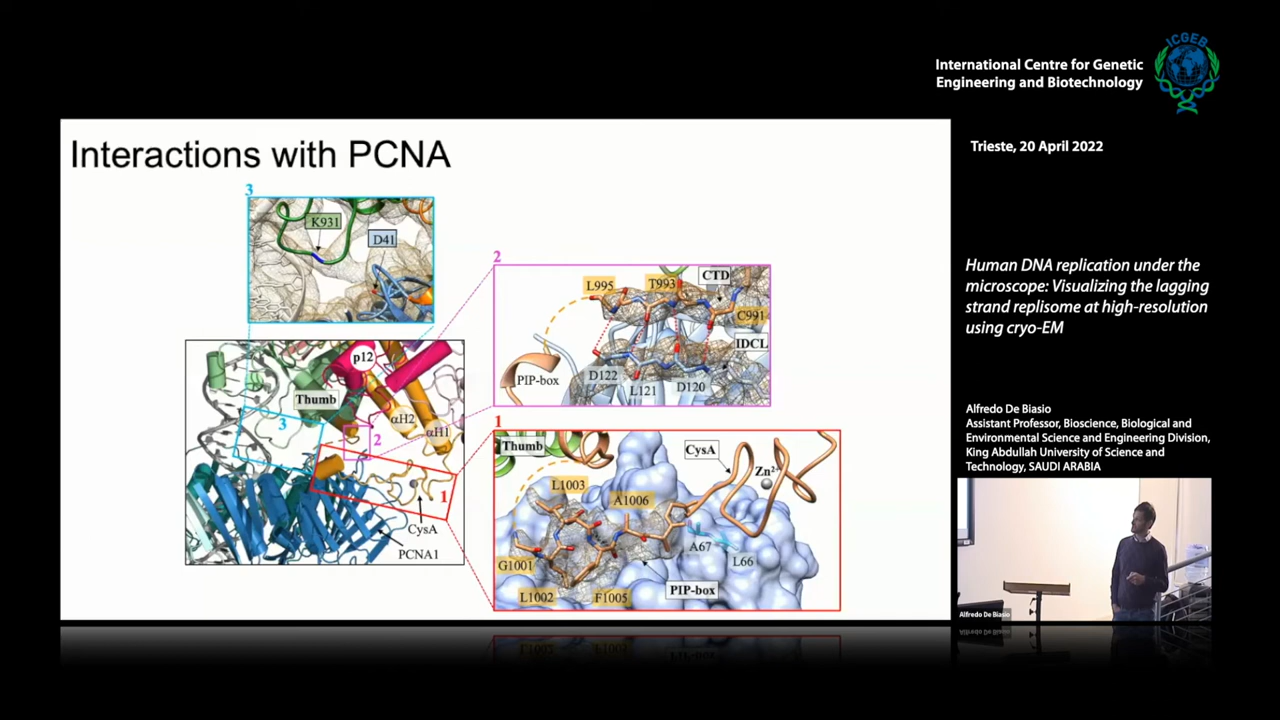 International Centre for Genetic
Engineering and Biotechnology
ICGEB
Trieste, 20 April 2022
Interactions with PCNA
3
K931
D41
2
L995
T993
CTD
C991
IDCL
PIP-box
D122
L121
D120
p12
Thumb
αH2
αH1
3
2
1
CysA
PCNA1
1
Thumb
CysA
Zn2+
L1003
A1006
A67
L66
G1001
L1002
F1005
PIP-box
Human DNA replication under the
microscope: Visualizing the lagging
strand replisome at high-resolution
using cryo-EM
Alfredo De Biasio
Assistant Professor, Bioscience, Biological and
Environmental Science and Engineering Division,
King Abdullah University of Science and
Technology, SAUDI ARABIA
Alfredo De Biasio